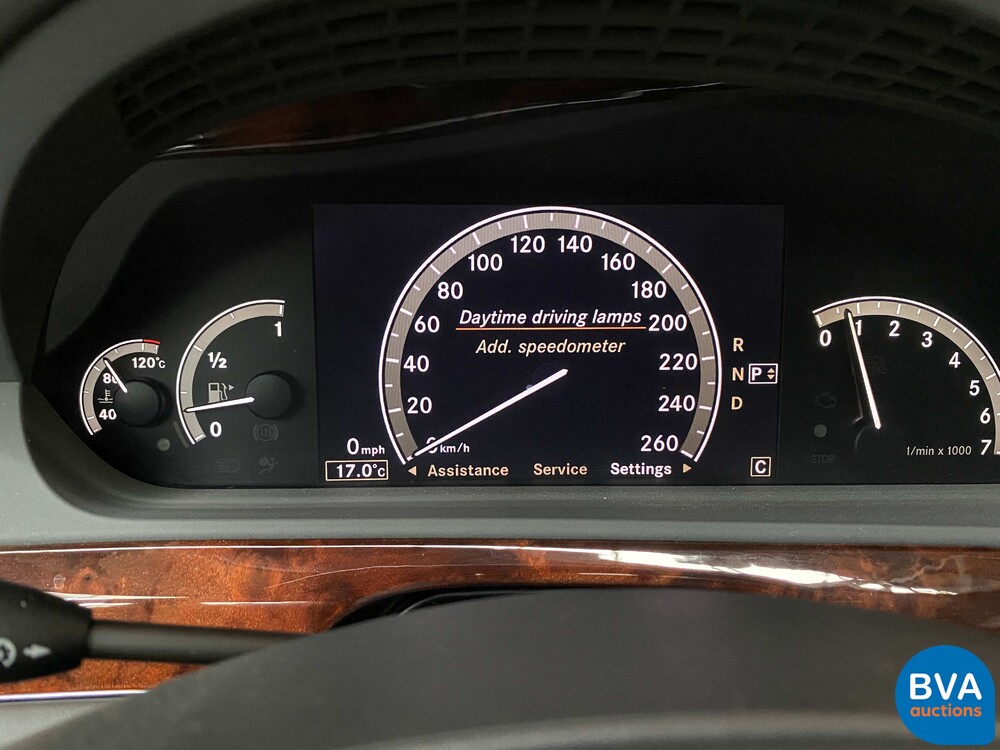 120 140
100 160
80 180
60 Daytime driving lamps 200
Add. speedometer
40 220
20 240
0 km/h 260
0 mph
17.0°C
Assistance Service Settings
C
R
N P
D
1
1/2
0
120°C
80
40
0 1 2 3 4 5 6 7
1/min x 1000
STOP
BVA
auctions